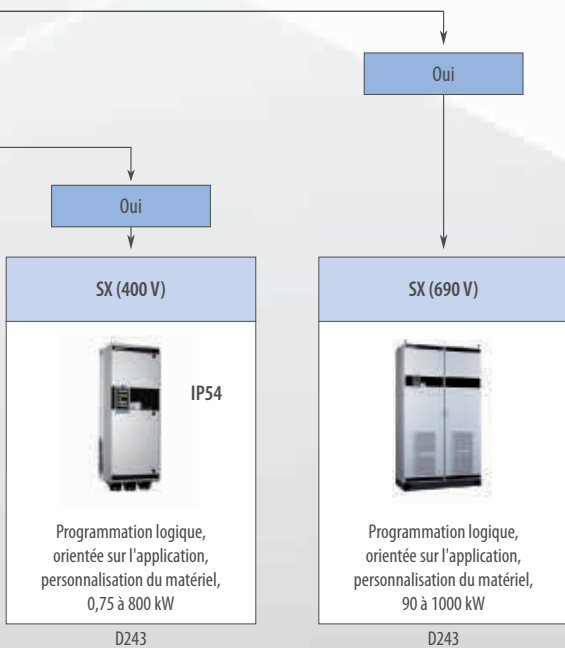 Oui
Oui
SX (400 V)
IP54
Programmation logique,
orientée sur l'application,
personnalisation du matériel,
0,75 à 800 kW
D243
SX (690 V)
Programmation logique,
orientée sur l'application,
personnalisation du matériel,
90 à 1000 kW
D243